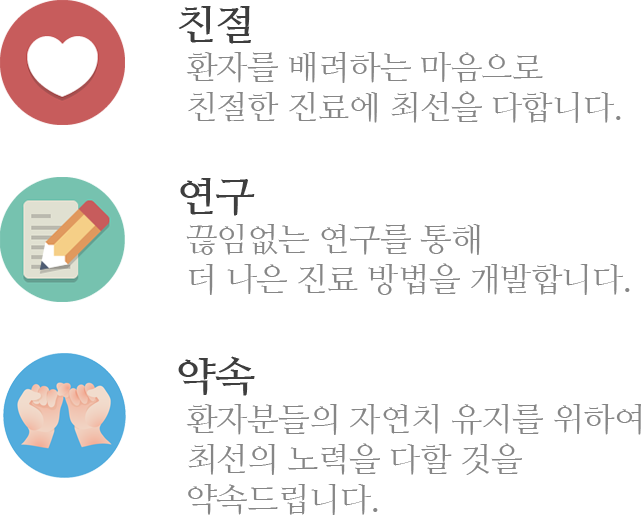 친절
환자를 배려하는 마음으로
친절한 진료에 최선을 다합니다.
연구
끊임없는 연구를 통해
더 나은 진료 방법을 개발합니다.
약속
환자분들의 자연치 유지를 위하여
최선의 노력을 다할 것을
약속드립니다.